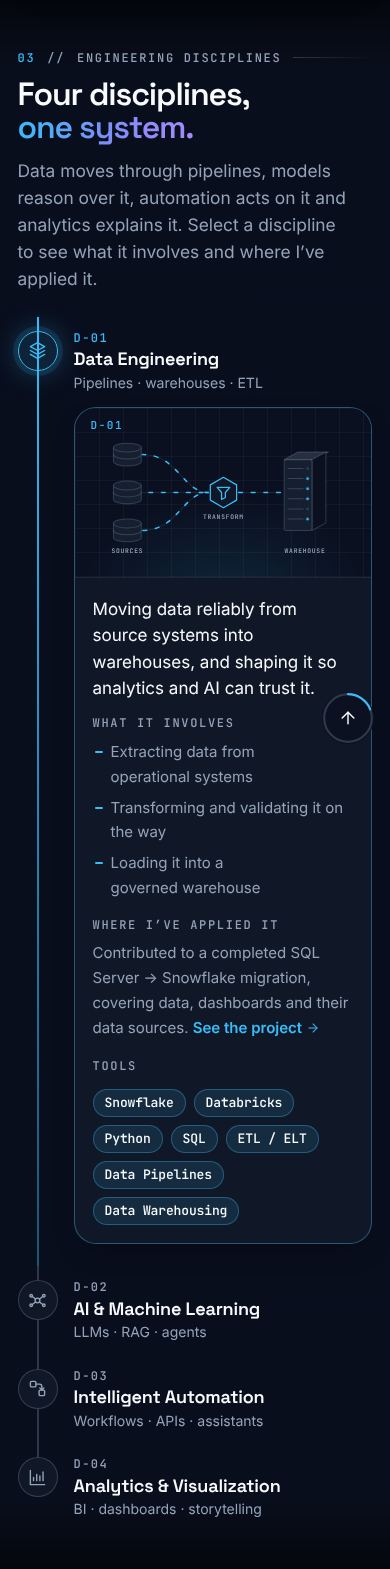 03 // ENGINEERING DISCIPLINES
Four disciplines,
one system.
Data moves through pipelines, models
reason over it, automation acts on it and
analytics explains it. Select a discipline
to see what it involves and where I’ve
applied it.
D-01
Data Engineering
Pipelines · warehouses · ETL
D-01
TRANSFORM
SOURCES
WAREHOUSE
Moving data reliably from
source systems into
warehouses, and shaping it so
analytics and AI can trust it.
WHAT IT INVOLVES
– Extracting data from
operational systems
– Transforming and validating it on
the way
– Loading it into a
governed warehouse
WHERE I’VE APPLIED IT
Contributed to a completed SQL
Server → Snowflake migration,
covering data, dashboards and their
data sources. See the project →
TOOLS
Snowflake Databricks
Python SQL ETL / ELT
Data Pipelines
Data Warehousing
D-02
AI & Machine Learning
LLMs · RAG · agents
D-03
Intelligent Automation
Workflows · APIs · assistants
D-04
Analytics & Visualization
BI · dashboards · storytelling